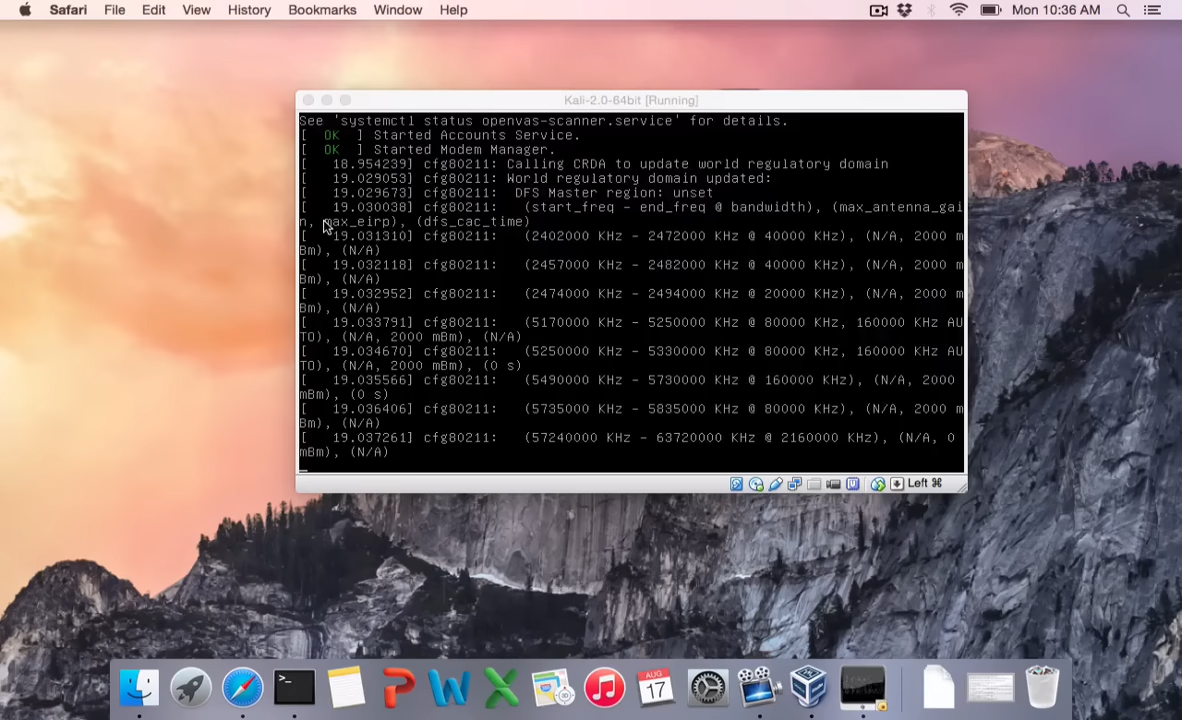 Safari File Edit View History Bookmarks Window Help Mon 10:36 AM
Kali-2.0-64bit [Running]
See 'systemctl status openvas-scanner.service' for details.
[  OK  ] Started Accounts Service.
[  OK  ] Started Modem Manager.
[   18.954239] cfg80211: Calling CRDA to update world regulatory domain
[   19.029053] cfg80211: World regulatory domain updated:
[   19.029673] cfg80211:  DFS Master region: unset
[   19.030038] cfg80211:   (start_freq - end_freq @ bandwidth), (max_antenna_gai
n, max_eirp), (dfs_cac_time)
[   19.031310] cfg80211:   (2402000 KHz - 2472000 KHz @ 40000 KHz), (N/A, 2000 m
Bm), (N/A)
[   19.032118] cfg80211:   (2457000 KHz - 2482000 KHz @ 40000 KHz), (N/A, 2000 m
Bm), (N/A)
[   19.032952] cfg80211:   (2474000 KHz - 2494000 KHz @ 20000 KHz), (N/A, 2000 m
Bm), (N/A)
[   19.033791] cfg80211:   (5170000 KHz - 5250000 KHz @ 80000 KHz, 160000 KHz AU
TO), (N/A, 2000 mBm), (N/A)
[   19.034670] cfg80211:   (5250000 KHz - 5330000 KHz @ 80000 KHz, 160000 KHz AU
TO), (N/A, 2000 mBm), (0 s)
[   19.035566] cfg80211:   (5490000 KHz - 5730000 KHz @ 160000 KHz), (N/A, 2000
mBm), (0 s)
[   19.036406] cfg80211:   (5735000 KHz - 5835000 KHz @ 80000 KHz), (N/A, 2000 m
Bm), (N/A)
[   19.037261] cfg80211:   (57240000 KHz - 63720000 KHz @ 2160000 KHz), (N/A, 0
mBm), (N/A)
Left ⌘
AUG
17